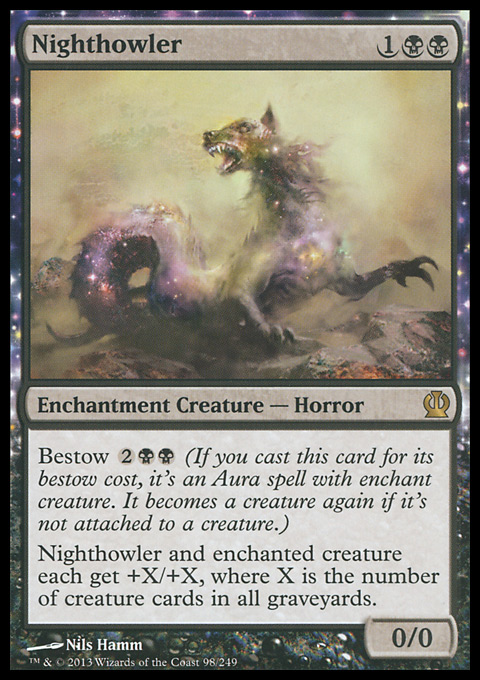 Nighthowler 1
Enchantment Creature — Horror
Bestow 2 (If you cast this card for its
bestow cost, it's an Aura spell with enchant
creature. It becomes a creature again if it's
not attached to a creature.)
Nighthowler and enchanted creature
each get +X/+X, where X is the number
of creature cards in all graveyards.
Nils Hamm
0/0
™ & © 2013 Wizards of the Coast 98/249